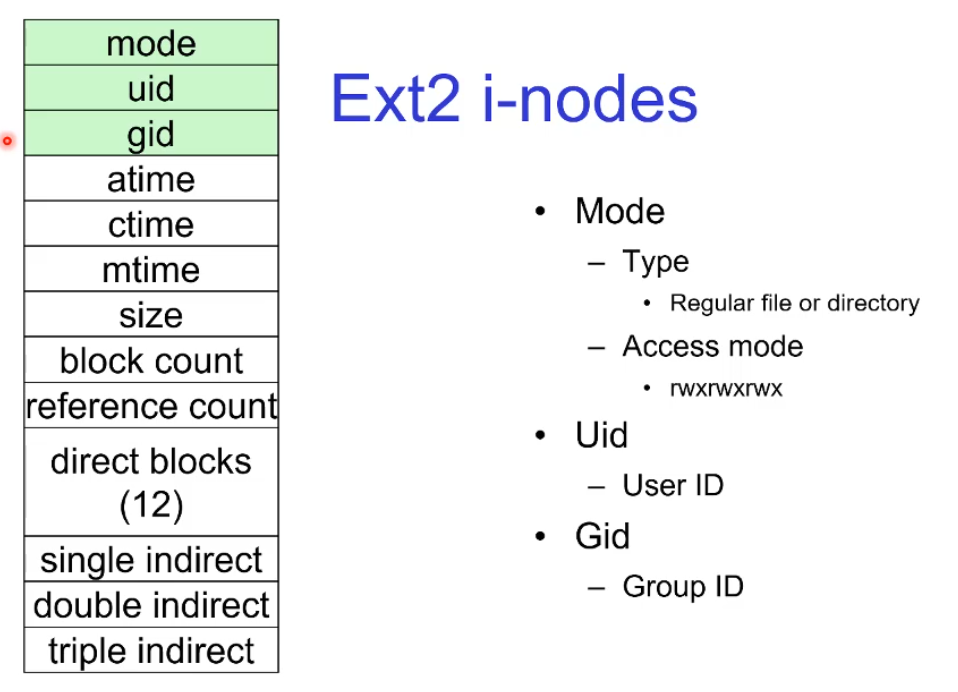 mode
uid
gid
atime
ctime
mtime
size
block count
reference count
direct blocks
(12)
single indirect
double indirect
triple indirect
Ext2 i-nodes
• Mode
– Type
• Regular file or directory
– Access mode
• rwxrwxrwx
• Uid
– User ID
• Gid
– Group ID